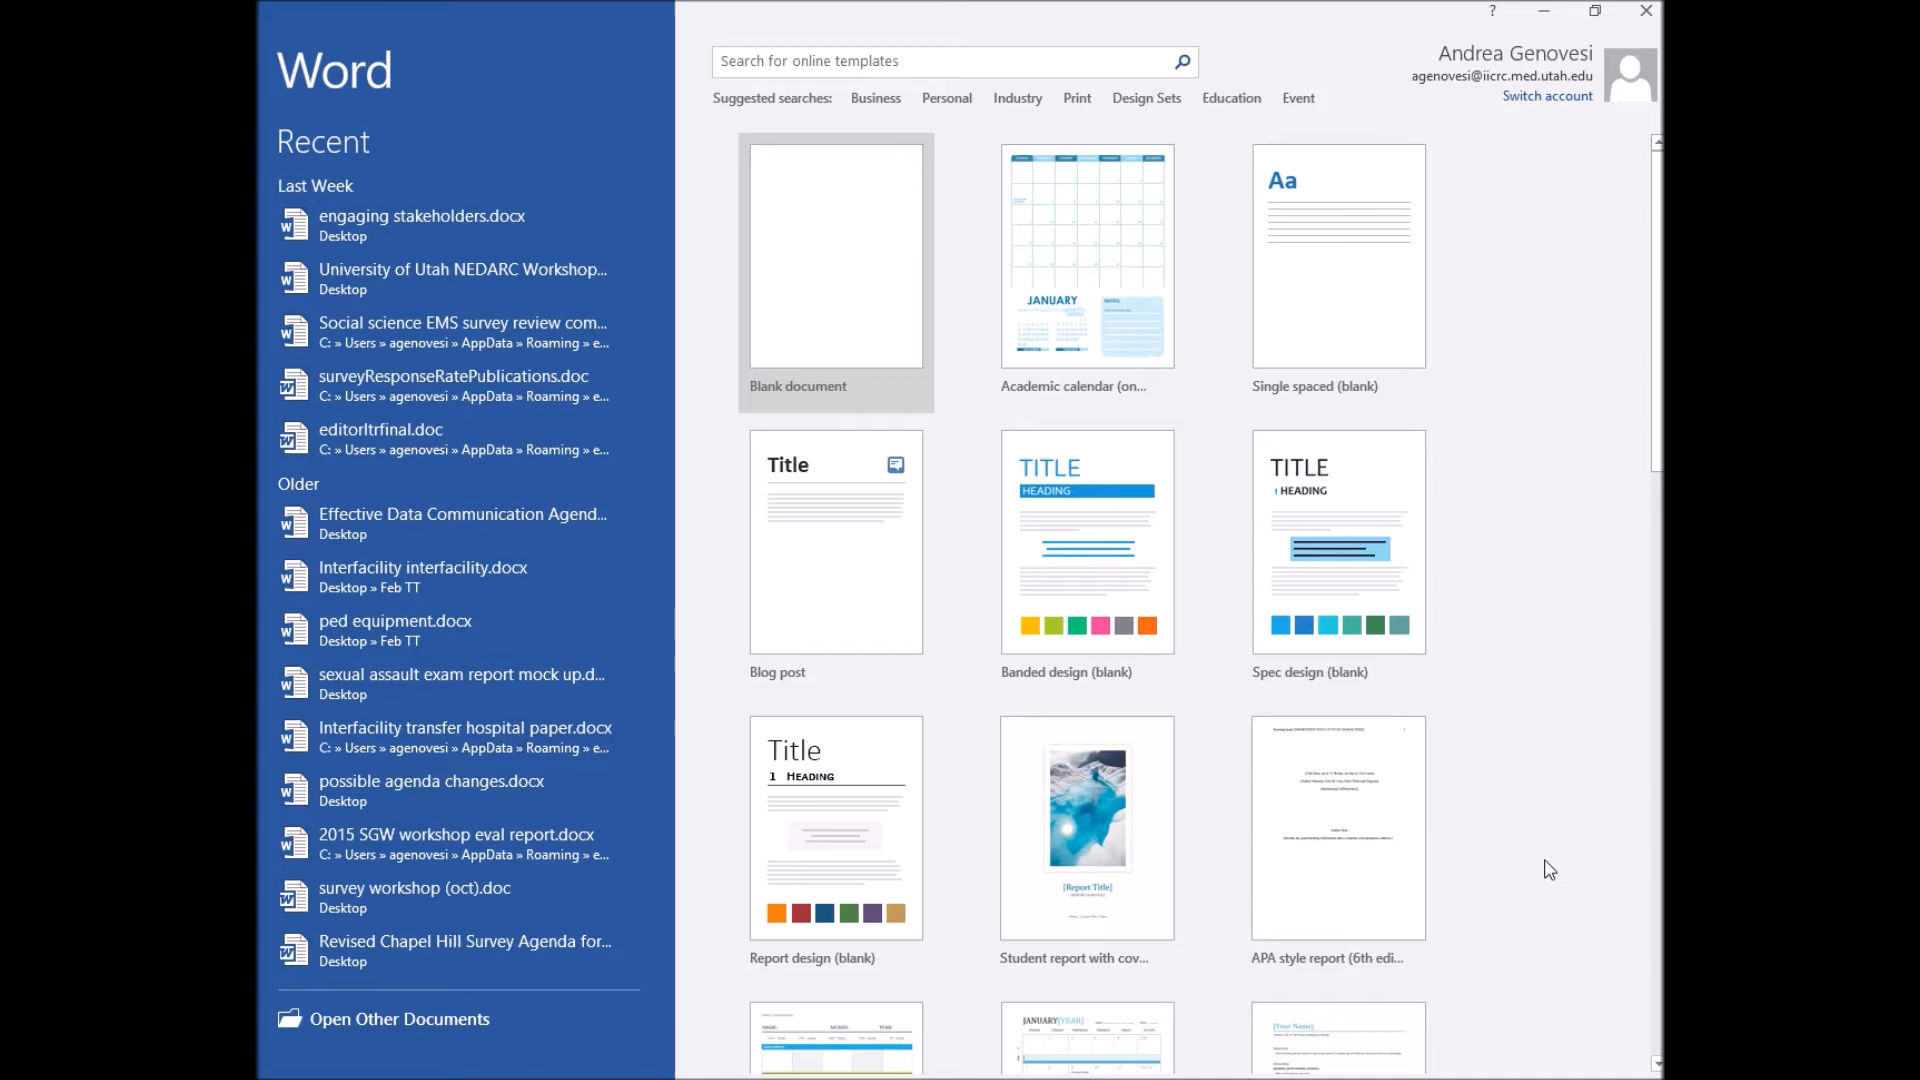 Word
Recent
Last Week
engaging stakeholders.docx
Desktop
University of Utah NEDARC Workshop...
Desktop
Social science EMS survey review com...
C: » Users » agenovesi » AppData » Roaming » e...
surveyResponseRatePublications.doc
C: » Users » agenovesi » AppData » Roaming » e...
editorltrfinal.doc
C: » Users » agenovesi » AppData » Roaming » e...
Older
Effective Data Communication Agend...
Desktop
Interfacility interfacility.docx
Desktop » Feb TT
ped equipment.docx
Desktop » Feb TT
sexual assault exam report mock up.d...
Desktop
Interfacility transfer hospital paper.docx
C: » Users » agenovesi » AppData » Roaming » e...
possible agenda changes.docx
Desktop
2015 SGW workshop eval report.docx
C: » Users » agenovesi » AppData » Roaming » e...
survey workshop (oct).doc
Desktop
Revised Chapel Hill Survey Agenda for...
Desktop
Open Other Documents
?
Search for online templates
Suggested searches: Business Personal Industry Print Design Sets Education Event
Andrea Genovesi
agenovesi@iicrc.med.utah.edu
Switch account
JANUARY
NOTES:
Aa
Blank document
Academic calendar (on...
Single spaced (blank)
Title
TITLE
HEADING
TITLE
1 HEADING
Blog post
Banded design (blank)
Spec design (blank)
Title
1 HEADING
[Report Title]
Report design (blank)
Student report with cov...
APA style report (6th edi...
NAME: MONTH: YEAR:
JANUARY[YEAR]
[Your Name]